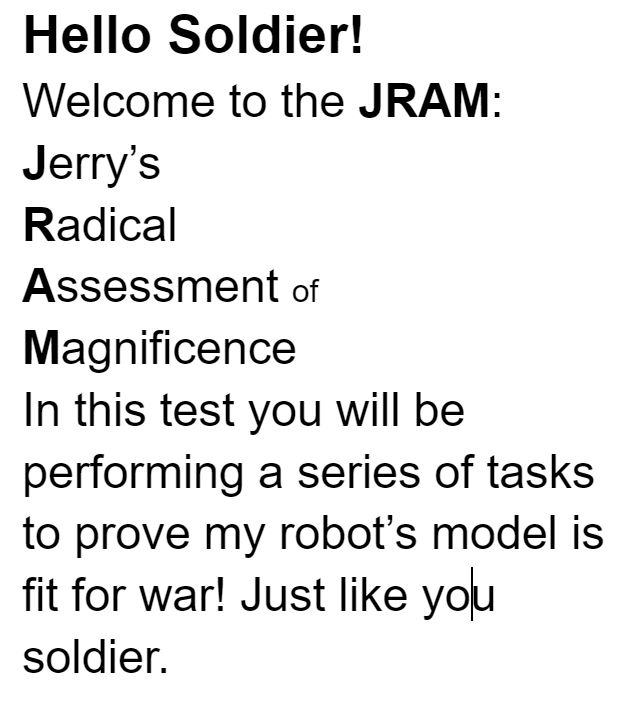 Hello Soldier!
Welcome to the JRAM:
Jerry’s
Radical
Assessment of
Magnificence
In this test you will be
performing a series of tasks
to prove my robot’s model is
fit for war! Just like you
soldier.